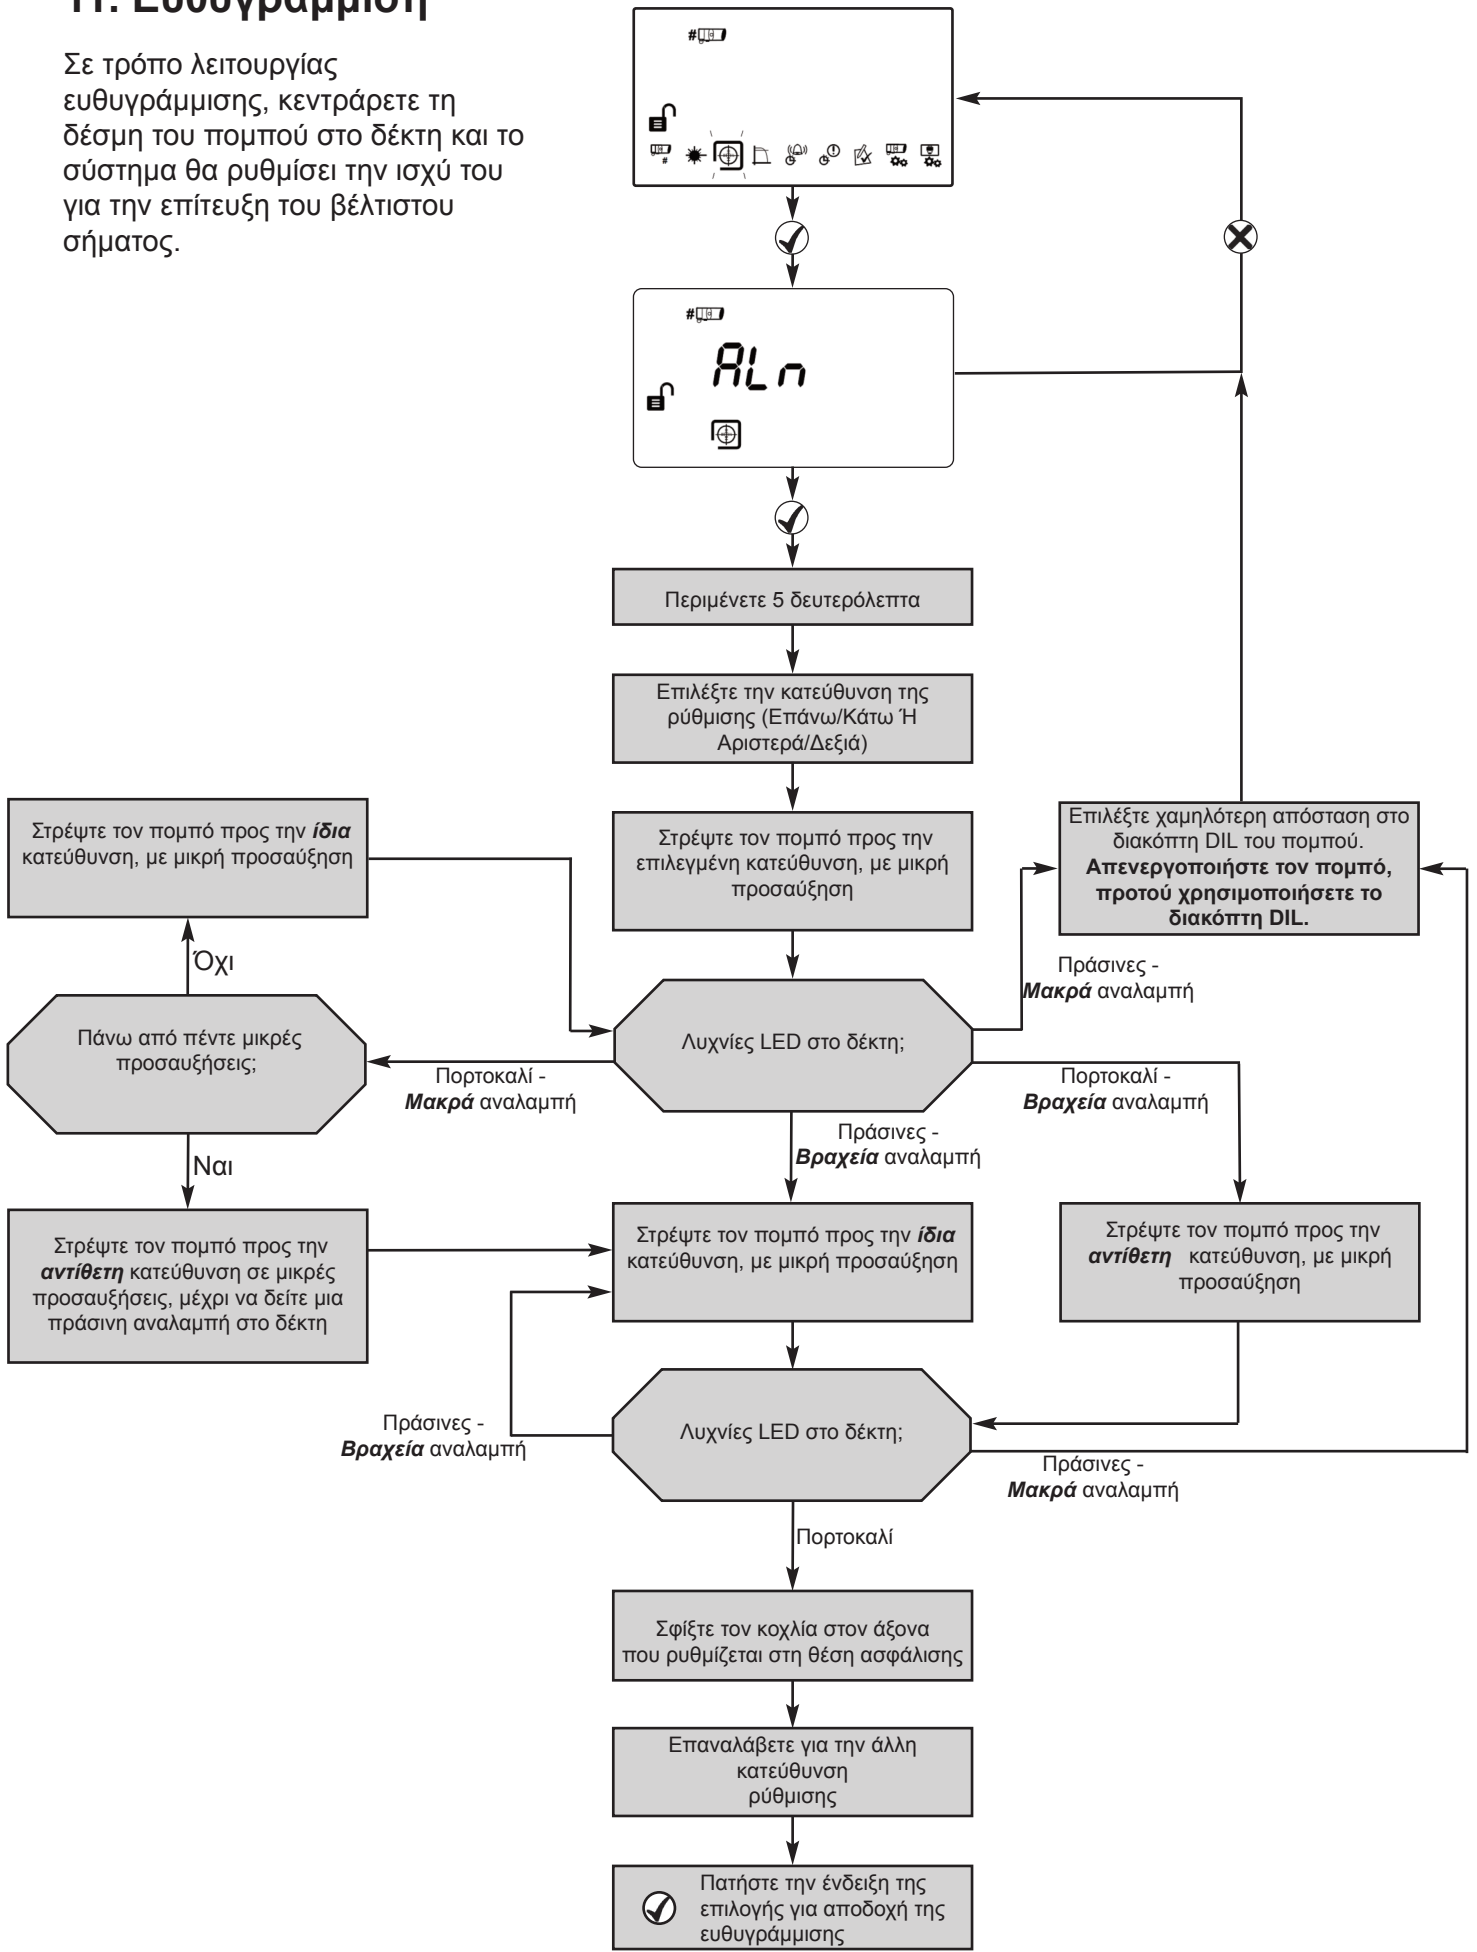 11. Ευθυγράμμιση
Σε τρόπο λειτουργίας
ευθυγράμμισης, κεντράρετε τη
δέσμη του πομπού στο δέκτη και το
σύστημα θα ρυθμίσει την ισχύ του
για την επίτευξη του βέλτιστου
σήματος.
#
#
#
ALn
Περιμένετε 5 δευτερόλεπτα
Επιλέξτε την κατεύθυνση της
ρύθμισης (Επάνω/Κάτω Ή
Αριστερά/Δεξιά)
Στρέψτε τον πομπό προς την ίδια
κατεύθυνση, με μικρή προσαύξηση
Στρέψτε τον πομπό προς την
επιλεγμένη κατεύθυνση, με μικρή
προσαύξηση
Επιλέξτε χαμηλότερη απόσταση στο
διακόπτη DIL του πομπού.
Απενεργοποιήστε τον πομπό,
προτού χρησιμοποιήσετε το
διακόπτη DIL.
Όχι
Πράσινες -
Μακρά αναλαμπή
Πάνω από πέντε μικρές
προσαυξήσεις;
Λυχνίες LED στο δέκτη;
Πορτοκαλί -
Μακρά αναλαμπή
Πορτοκαλί -
Βραχεία αναλαμπή
Πράσινες -
Βραχεία αναλαμπή
Ναι
Στρέψτε τον πομπό προς την
αντίθετη κατεύθυνση σε μικρές
προσαυξήσεις, μέχρι να δείτε μια
πράσινη αναλαμπή στο δέκτη
Στρέψτε τον πομπό προς την ίδια
κατεύθυνση, με μικρή προσαύξηση
Στρέψτε τον πομπό προς την
αντίθετη κατεύθυνση, με μικρή
προσαύξηση
Πράσινες -
Βραχεία αναλαμπή
Λυχνίες LED στο δέκτη;
Πράσινες -
Μακρά αναλαμπή
Πορτοκαλί
Σφίξτε τον κοχλία στον άξονα
που ρυθμίζεται στη θέση ασφάλισης
Επαναλάβετε για την άλλη
κατεύθυνση
ρύθμισης
Πατήστε την ένδειξη της
επιλογής για αποδοχή της
ευθυγράμμισης